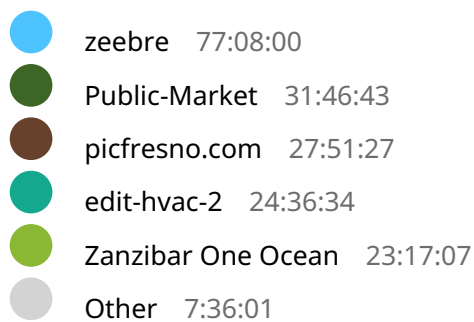 zeebre 77:08:00
Public-Market 31:46:43
picfresno.com 27:51:27
edit-hvac-2 24:36:34
Zanzibar One Ocean 23:17:07
Other 7:36:01